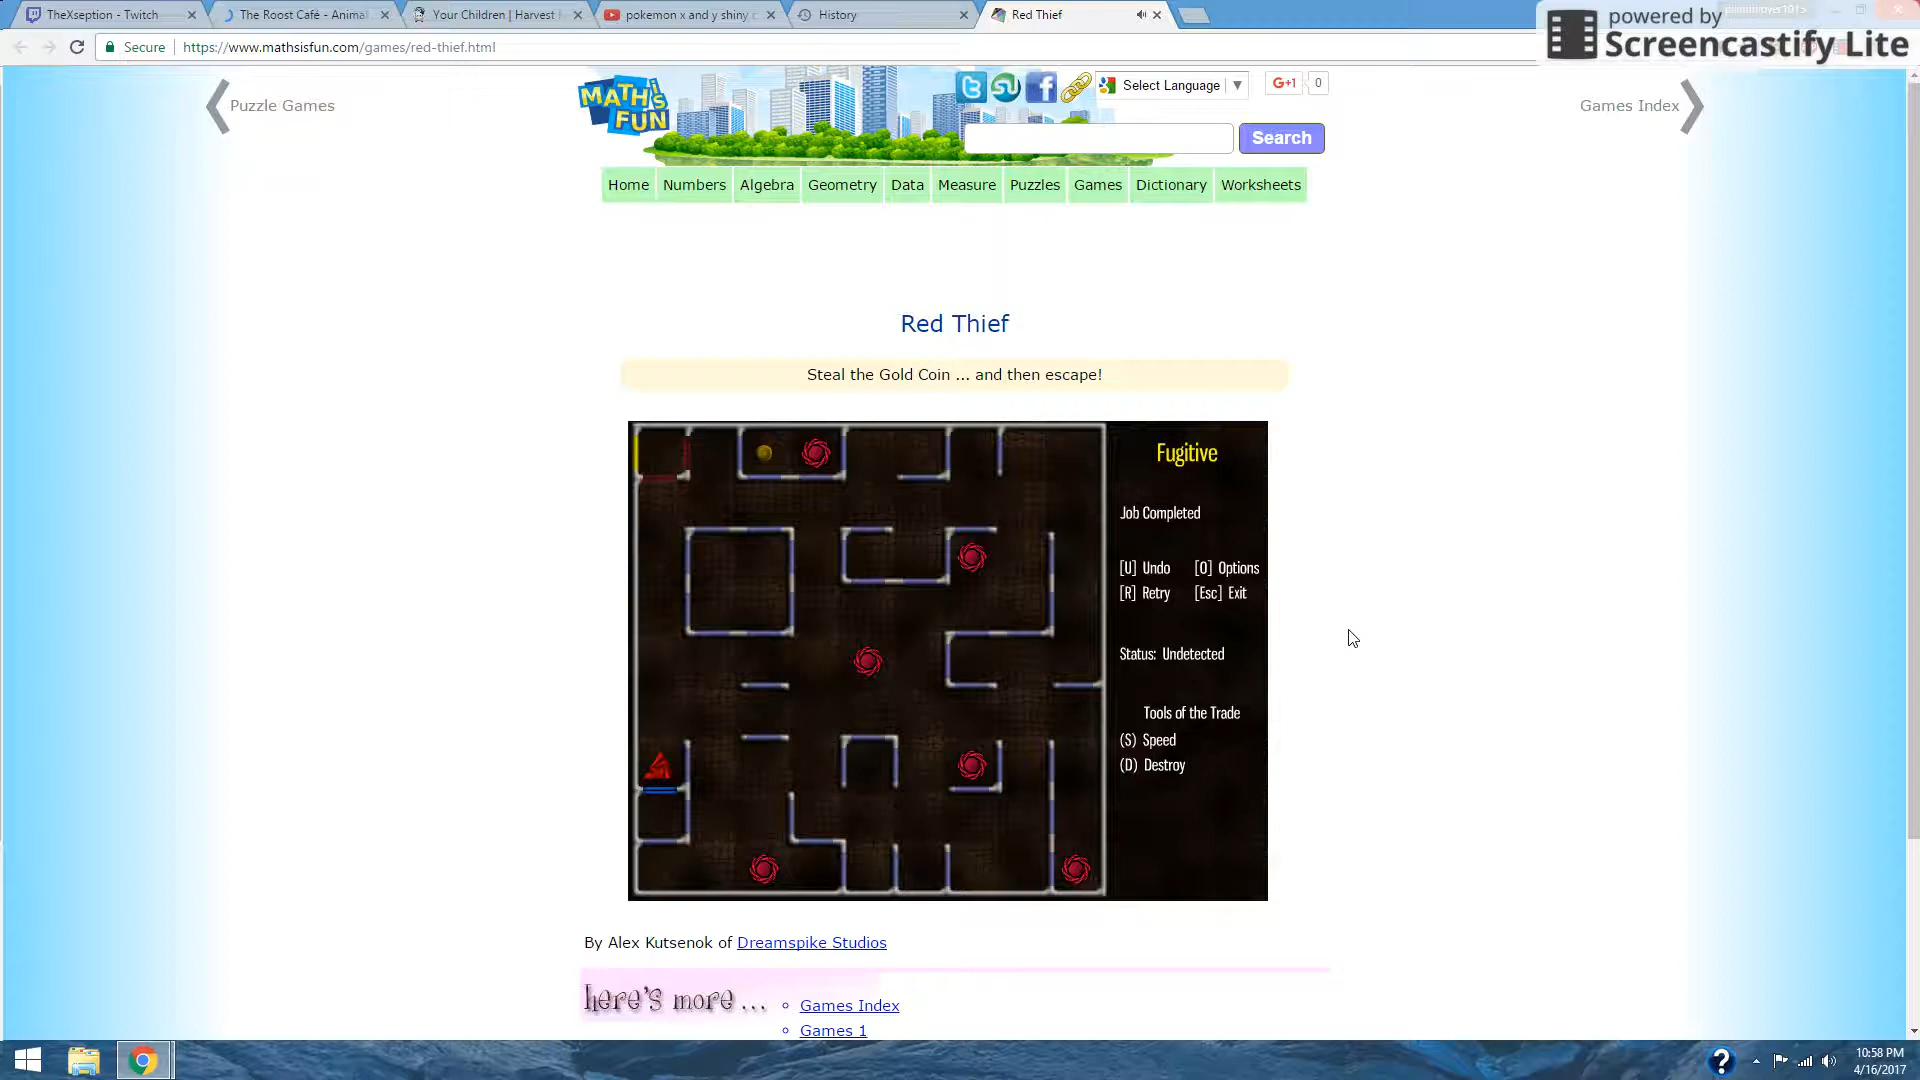 TheXseption - Twitch
The Roost Café - Anima
Your Children | Harvest
pokemon x and y shiny c
History
Red Thief
powered by
Screencastify Lite
Secure
https://www.mathsisfun.com/games/red-thief.html
Puzzle Games
MATH is FUN
Select Language
G+1
0
Games Index
Search
Home
Numbers
Algebra
Geometry
Data
Measure
Puzzles
Games
Dictionary
Worksheets
Red Thief
Steal the Gold Coin ... and then escape!
Fugitive
Job Completed
[U] Undo
[O] Options
[R] Retry
[Esc] Exit
Status: Undetected
Tools of the Trade
(S) Speed
(D) Destroy
By Alex Kutsenok of Dreamspike Studios
here's more ...
Games Index
Games 1
10:58 PM
4/16/2017